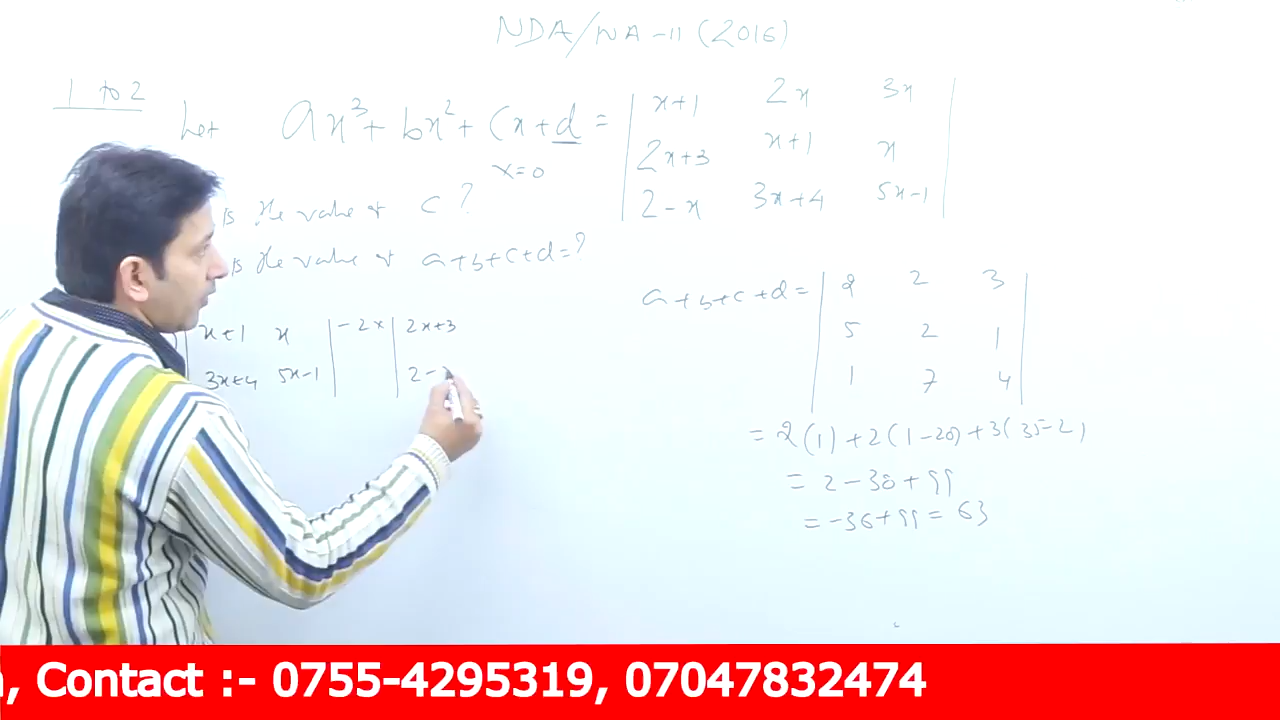 NDA/NA-II (2016)
1 to 2
Let ax³+bx²+cx+d = | x+1 2x 3x |
| 2x+3 x+1 x |
| 2-x 3x+4 5x-1 |
x=0
is the value of c?
is the value of a+b+c+d=?
a+b+c+d= | 2 2 3 |
| 5 2 1 |
| 1 7 4 |
| x+1 x | -2x | 2x+3
| 3x+4 5x-1 | | 2-
= 2(1)+2(1-20)+3(35-2)
= 2-38+99
= -36+99=63
, Contact :- 0755-4295319, 07047832474